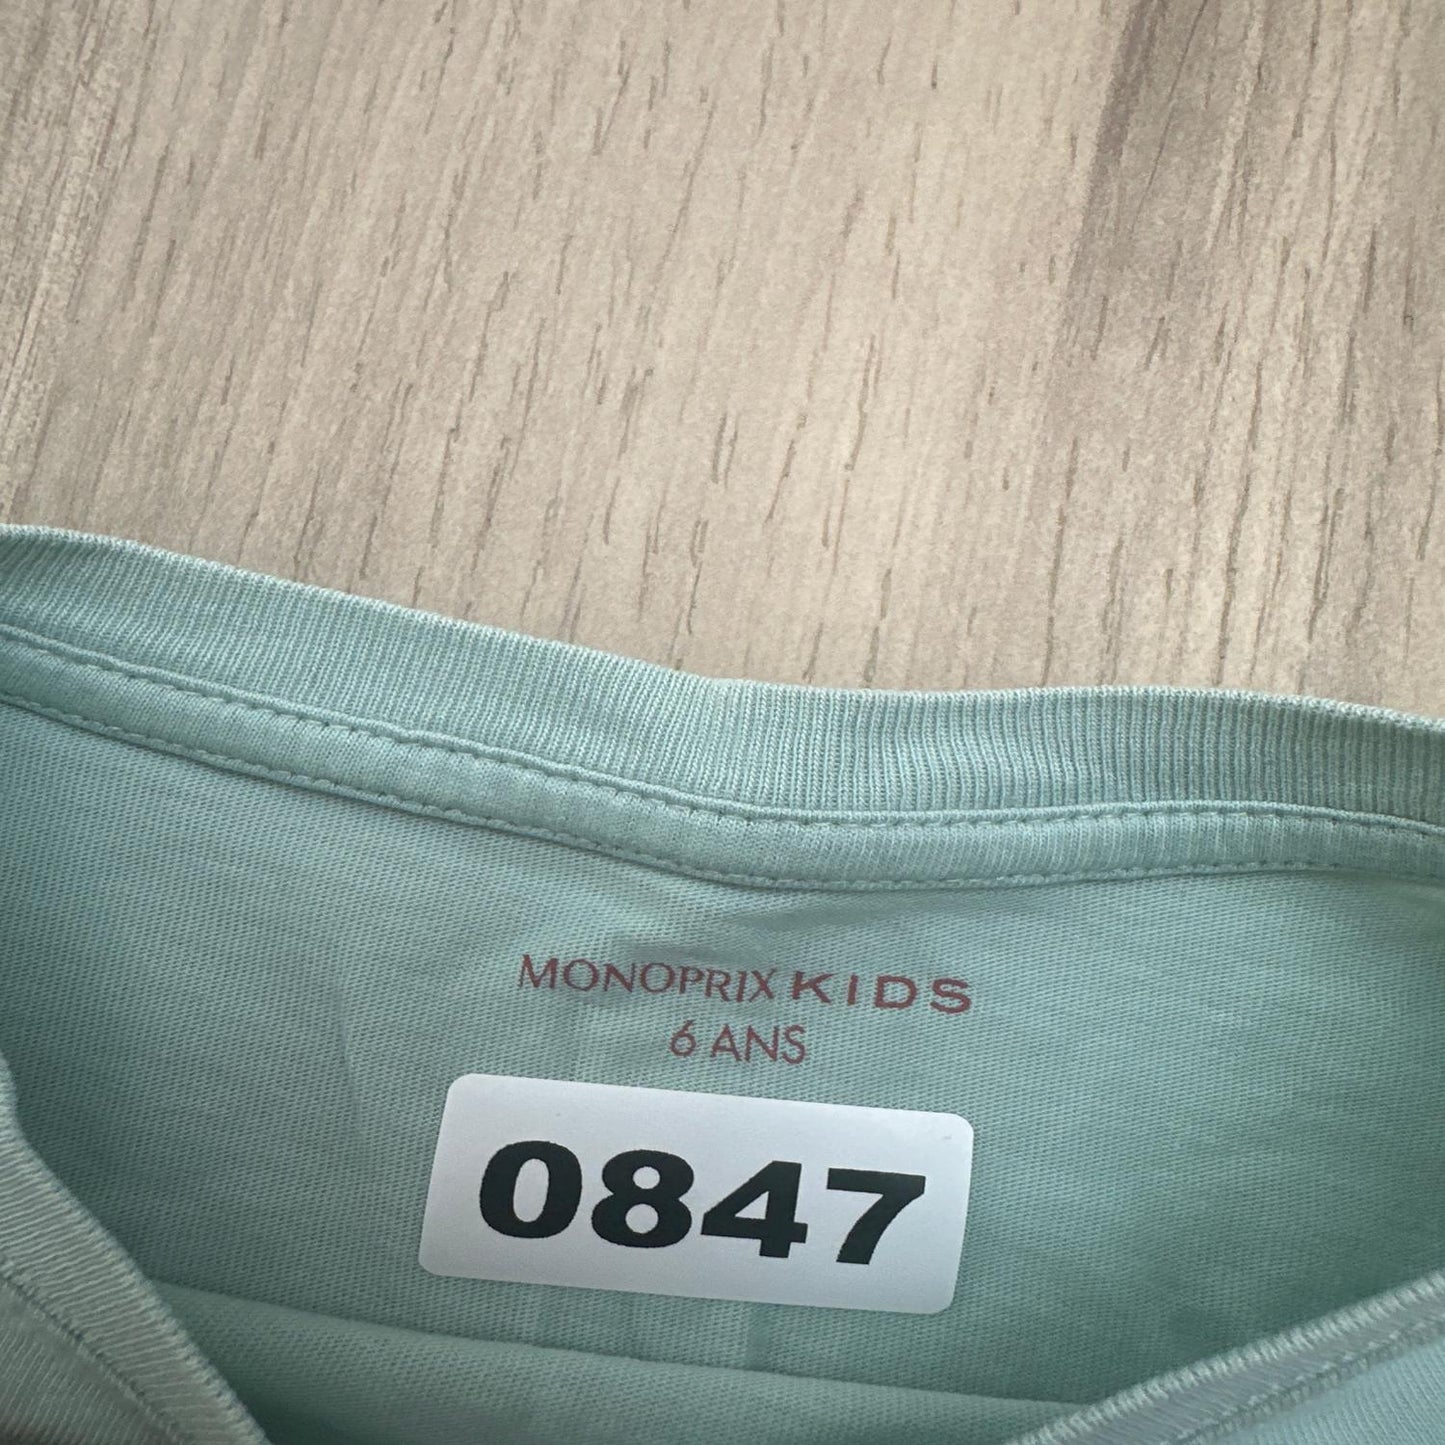 MONOPRIX KIDS
6 ANS
0847